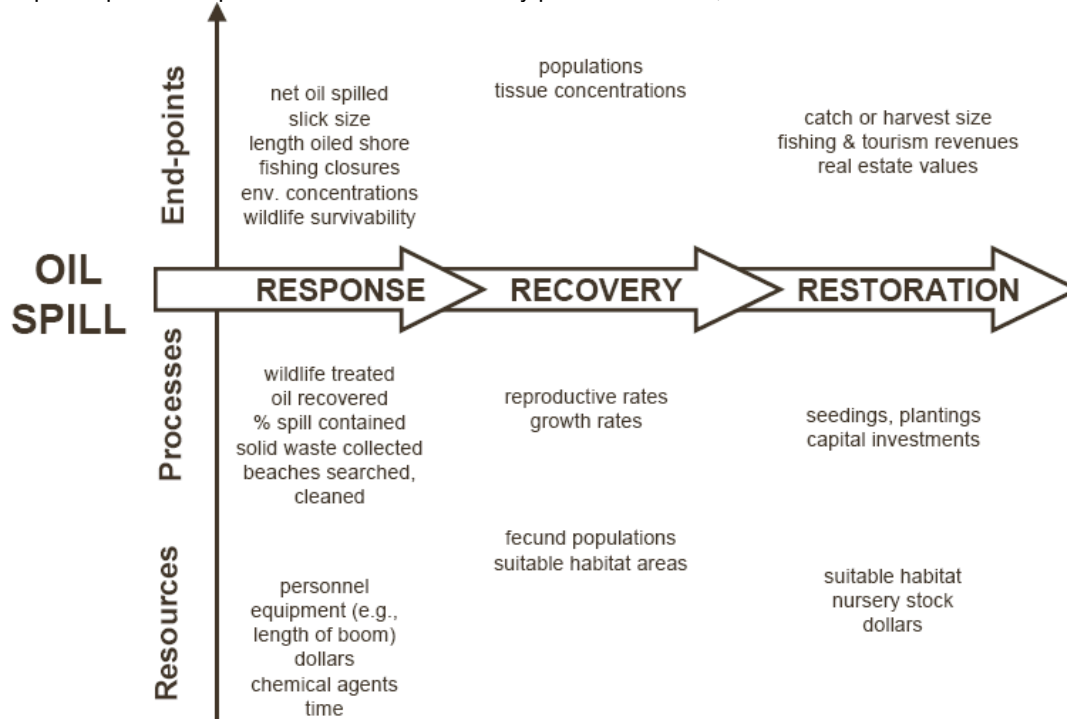 End-points
net oil spilled
slick size
length oiled shore
fishing closures
env. concentrations
wildlife survivability
populations
tissue concentrations
catch or harvest size
fishing & tourism revenues
real estate values
OIL
SPILL
RESPONSE
RECOVERY
RESTORATION
Processes
wildlife treated
oil recovered
% spill contained
solid waste collected
beaches searched,
cleaned
reproductive rates
growth rates
seedings, plantings
capital investments
Resources
personnel
equipment (e.g.,
length of boom)
dollars
chemical agents
time
fecund populations
suitable habitat areas
suitable habitat
nursery stock
dollars